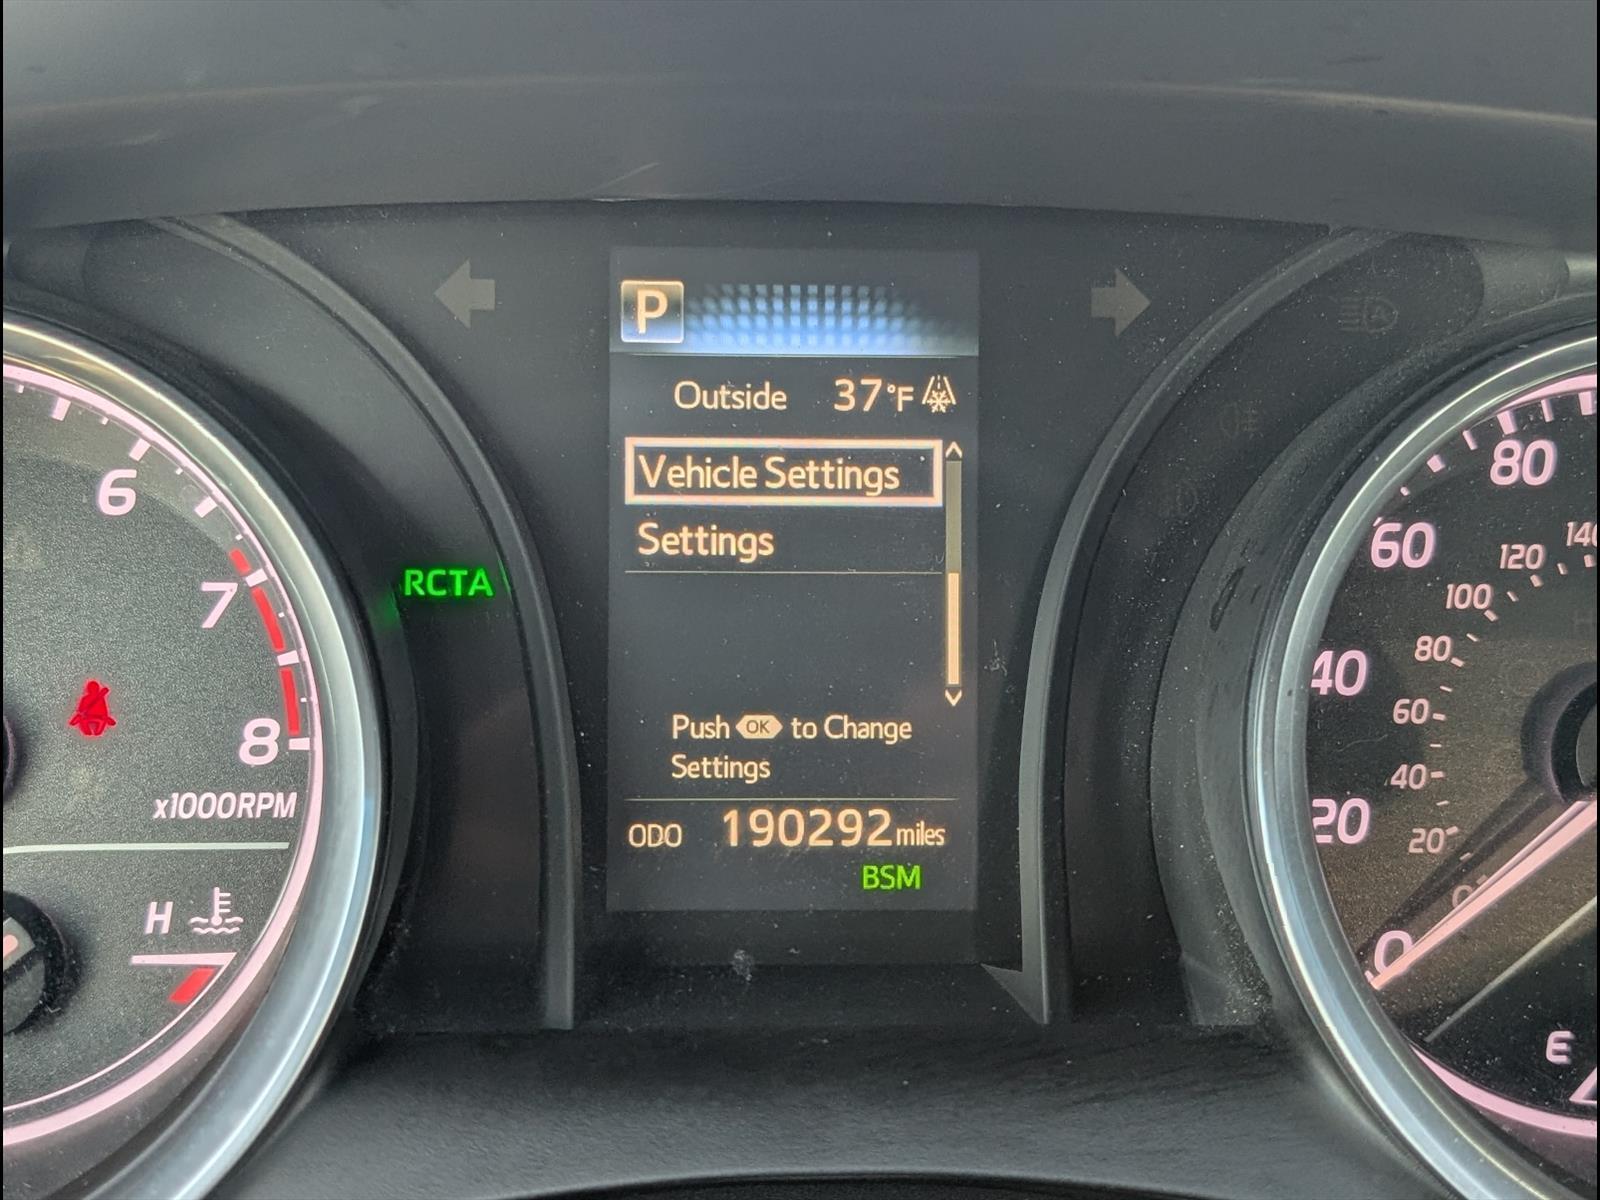 P
Outside 37°F
Vehicle Settings
Settings
Push OK to Change
Settings
ODO 190292 miles
BSM
RCTA
6
7
8
x1000RPM
H
80
60
40
20
0
140
120
100
80
60
40
20
E